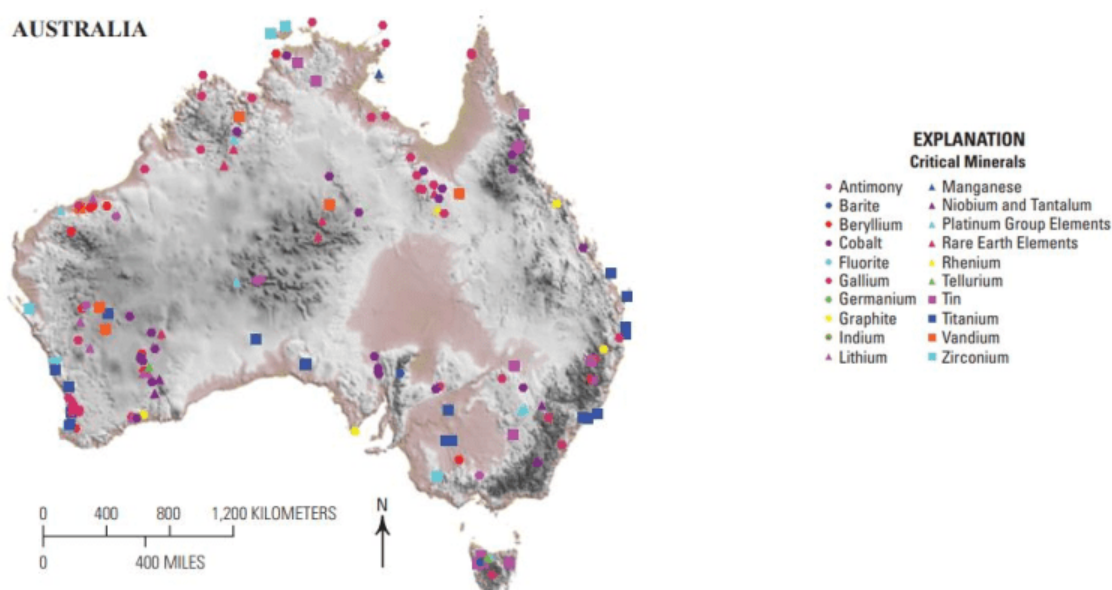 AUSTRALIA
EXPLANATION
Critical Minerals
Antimony
Barite
Beryllium
Cobalt
Fluorite
Gallium
Germanium
Graphite
Indium
Lithium
Manganese
Niobium and Tantalum
Platinum Group Elements
Rare Earth Elements
Rhenium
Tellurium
Tin
Titanium
Vandium
Zirconium
0 400 800 1,200 KILOMETERS
0 400 MILES
N